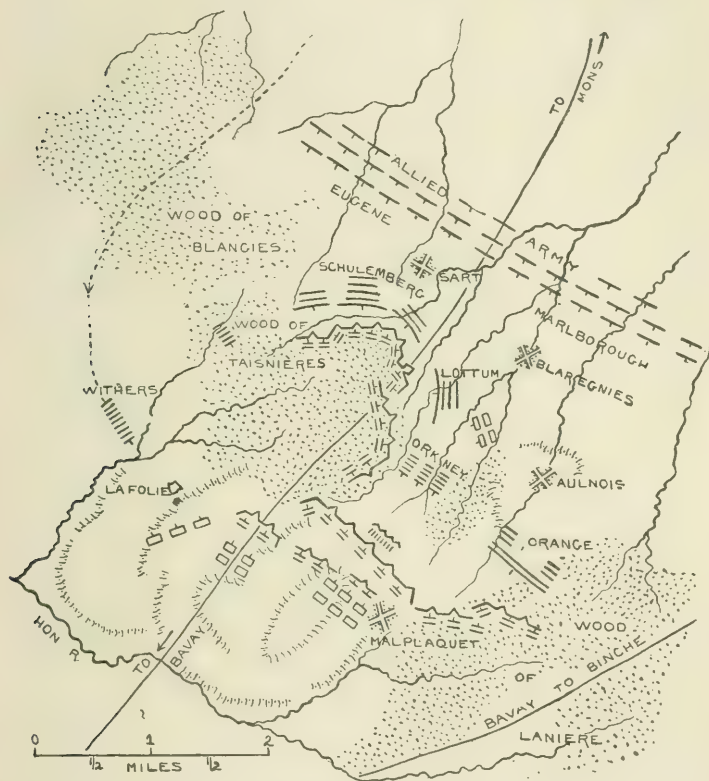 TO MONS
ALLIED ARMY
EUGENE
MARLBOROUGH
WOOD OF
BLANGIES
SCHULEMBERG
SART
WOOD OF
TAISNIÈRES
LOTTUM
BLAREGNIES
WITHERS
ORKNEY
LA FOLIE
AULNOIS
ORANGE
HON R.
TO BAVAY
MALPLAQUET
WOOD
OF
LANIERE
BAVAY TO BINCHE
0 1 2
1/2 MILES 1/2